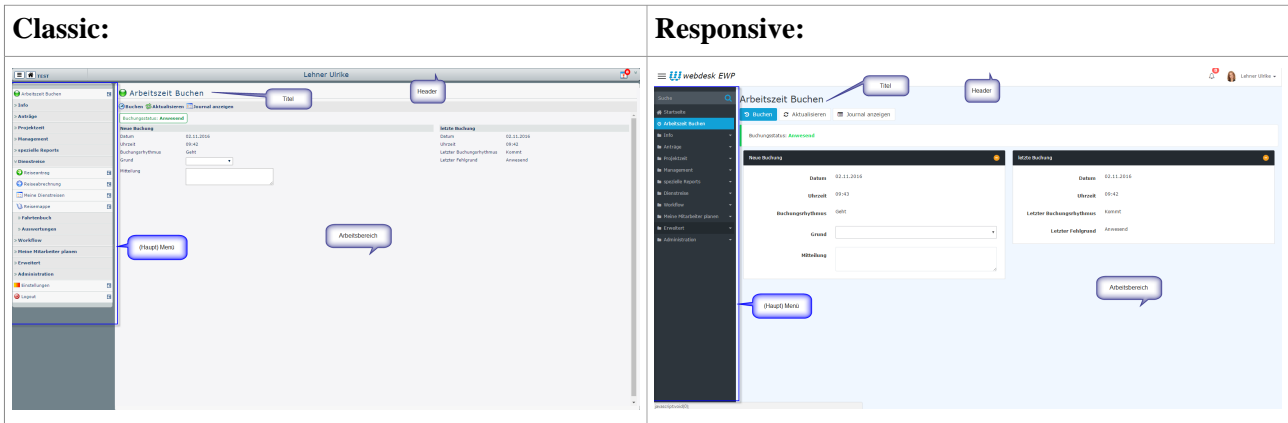 Classic:
Responsive:
TEST
Lehner Ulrike
Header
Arbeitszeit Buchen
Info
Anträge
Projektzeit
Management
spezielle Reports
Dienstreise
Reiseantrag
Reiseabrechnung
Meine Dienstreisen
Reisemappe
Fahrtenbuch
Auswertungen
Workflow
Meine Mitarbeiter planen
Erweitert
Administration
Einstellungen
Logout
(Haupt) Menü
Arbeitszeit Buchen
Titel
Buchen Aktualisieren Journal anzeigen
Buchungsstatus: Anwesend
Neue Buchung
Datum 02.11.2016
Uhrzeit 09:42
Buchungsrhythmus Geht
Grund
Mitteilung
letzte Buchung
Datum 02.11.2016
Uhrzeit 09:42
Letzter Buchungsrhythmus Kommt
Letzter Fehlgrund Anwesend
Arbeitsbereich
webdesk EWP
Header
Lehner Ulrike
Suche
Startseite
Arbeitszeit Buchen
Info
Anträge
Projektzeit
Management
spezielle Reports
Dienstreise
Workflow
Meine Mitarbeiter planen
Erweitert
Administration
(Haupt) Menü
Arbeitszeit Buchen
Titel
Buchen Aktualisieren Journal anzeigen
Buchungsstatus: Anwesend
Neue Buchung
Datum 02.11.2016
Uhrzeit 09:43
Buchungsrhythmus Geht
Grund
Mitteilung
letzte Buchung
Datum 02.11.2016
Uhrzeit 09:42
Letzter Buchungsrhythmus Kommt
Letzter Fehlgrund Anwesend
Arbeitsbereich